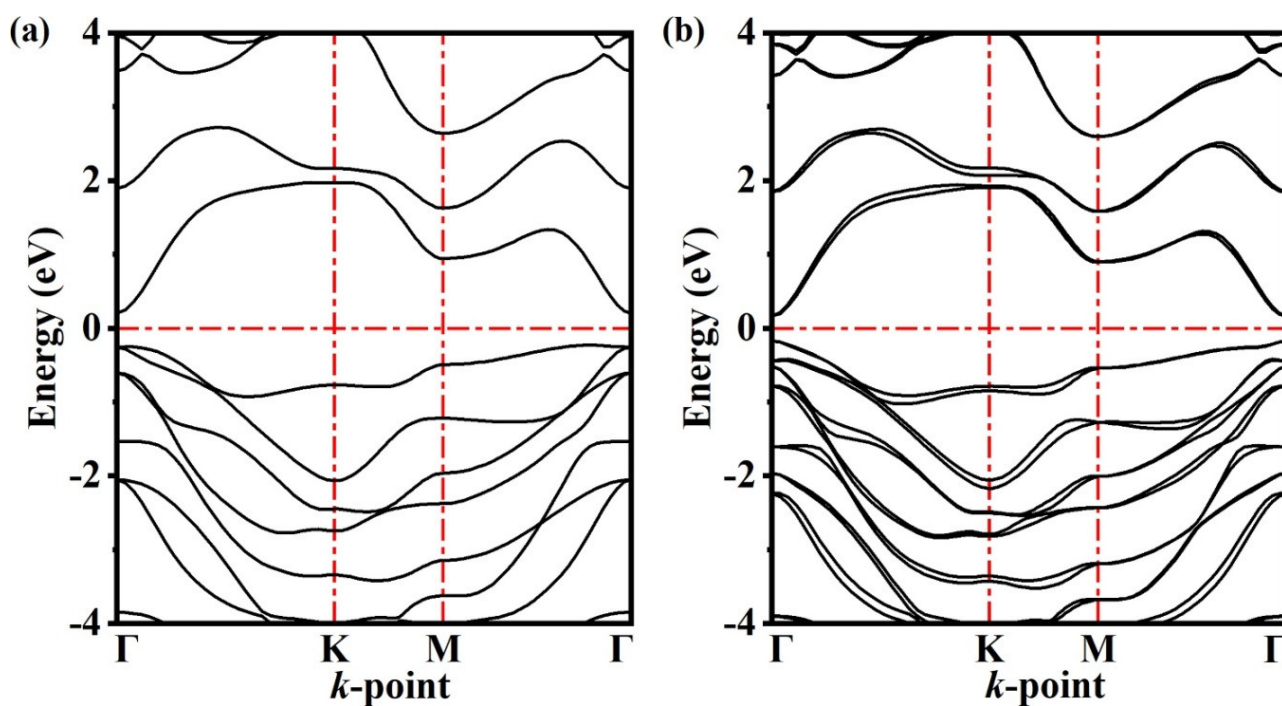 (a)
4
2
0
-2
-4
Energy (eV)
Γ K M Γ
k-point
(b)
4
2
0
-2
-4
Energy (eV)
Γ K M Γ
k-point